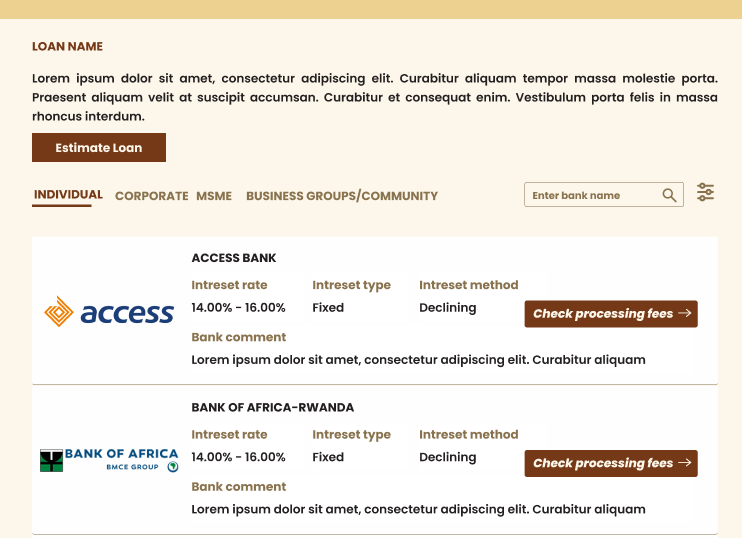 LOAN NAME
Lorem ipsum dolor sit amet, consectetur adipiscing elit. Curabitur aliquam tempor massa molestie porta.
Praesent aliquam velit at suscipit accumsan. Curabitur et consequat enim. Vestibulum porta felis in massa
rhoncus interdum.
Estimate Loan
INDIVIDUAL CORPORATE MSME BUSINESS GROUPS/COMMUNITY Enter bank name
ACCESS BANK
Intreset rate Intreset type Intreset method
access 14.00% - 16.00% Fixed Declining Check processing fees
Bank comment
Lorem ipsum dolor sit amet, consectetur adipiscing elit. Curabitur aliquam
BANK OF AFRICA-RWANDA
Intreset rate Intreset type Intreset method
BANK OF AFRICA 14.00% - 16.00% Fixed Declining Check processing fees
BMCE GROUP
Bank comment
Lorem ipsum dolor sit amet, consectetur adipiscing elit. Curabitur aliquam